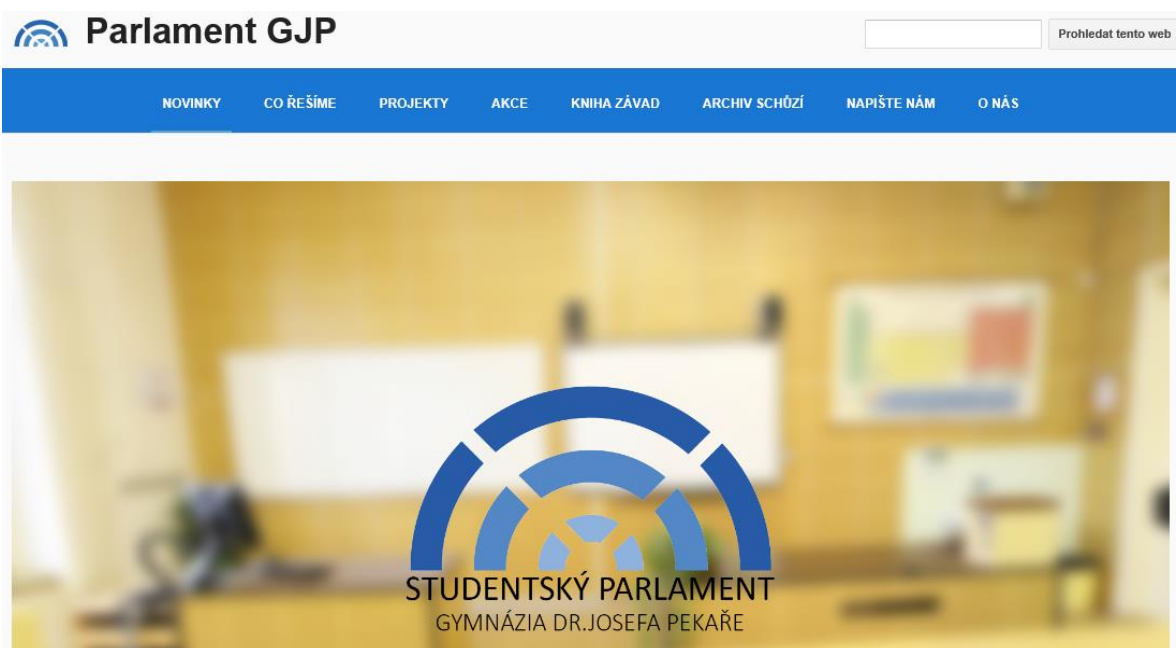 Parlament GJP
Prohledat tento web
NOVINKY CO ŘEŠÍME PROJEKTY AKCE KNIHA ZÁVAD ARCHIV SCHŮZÍ NAPIŠTE NÁM O NÁS
STUDENTSKÝ PARLAMENT
GYMNÁZIA DR.JOSEFA PEKAŘE